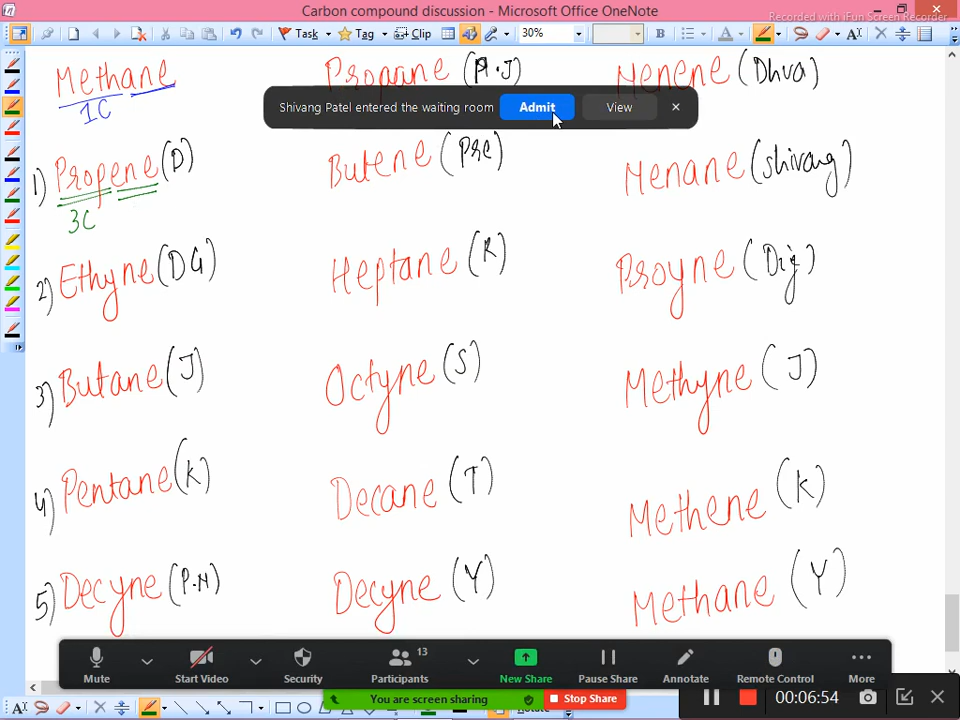 Carbon compound discussion - Microsoft Office OneNote
Recorded with iFun Screen Recorder
Task Tag Clip 30% B
Methane Propane (P.J) Menene (Dhva)
1C
Shivang Patel entered the waiting room Admit View
1) Propene (D) Butene (Pre) Menane (Shivang)
3C
2) Ethyne (DG) Heptane (R) Proyne (Dig)
3) Butane (J) Octyne (S) Methyne (J)
4) Pentane (K) Decane (T) Methene (K)
5) Decyne (P.N) Decyne (Y) Methane (Y)
Mute Start Video Security Participants 13 New Share Pause Share Annotate Remote Control More
You are screen sharing Stop Share
00:06:54